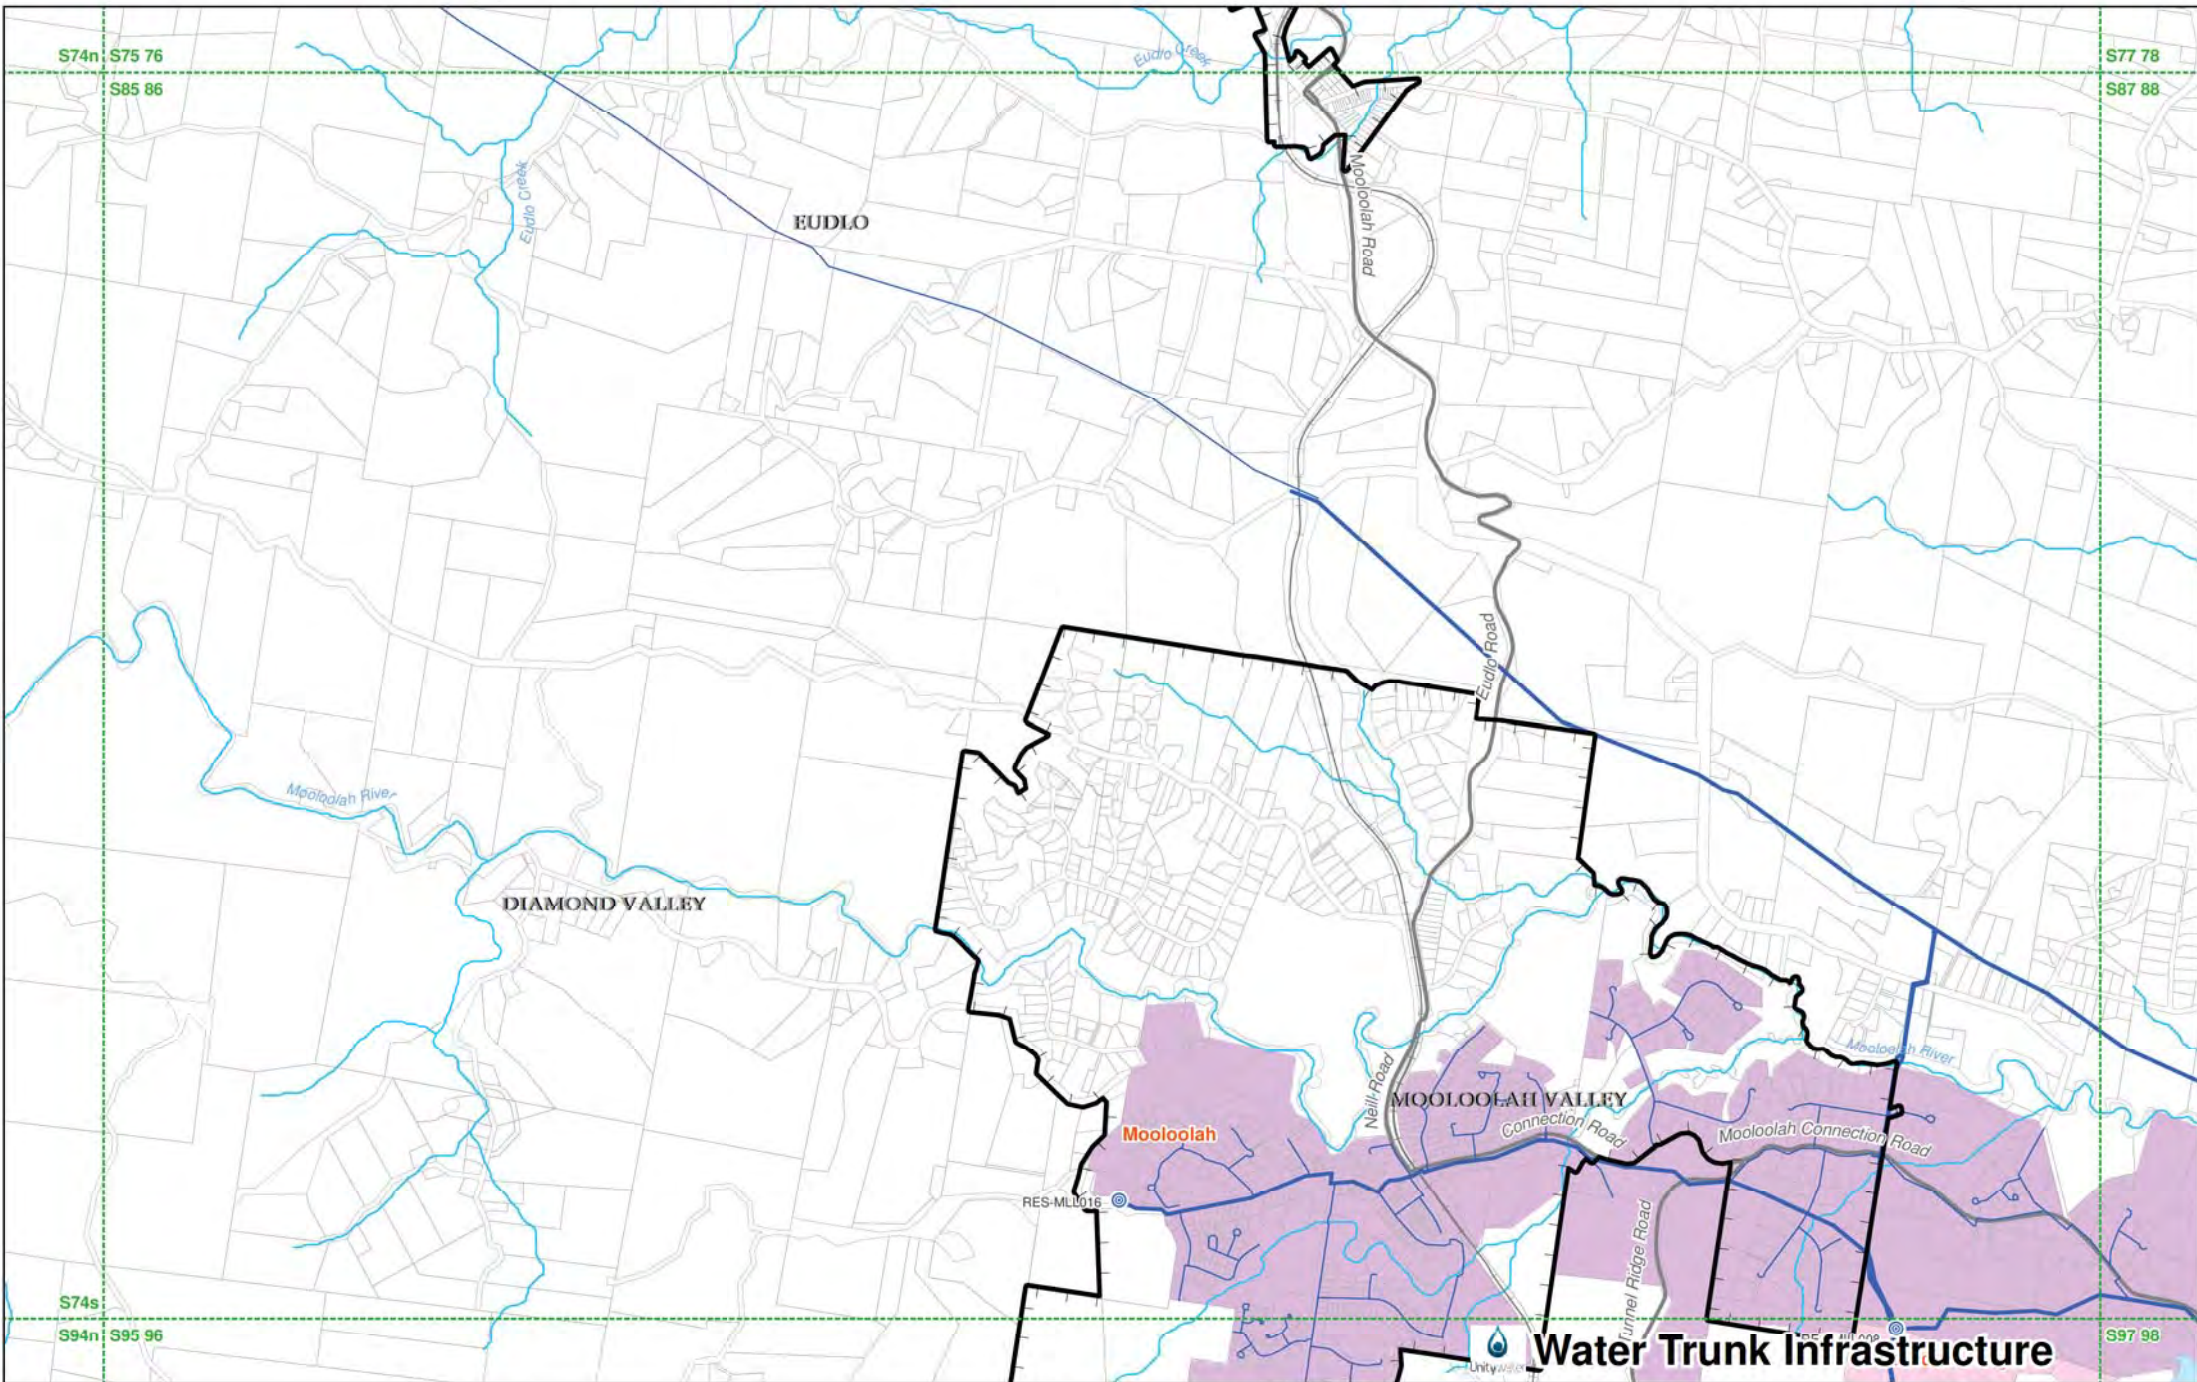 S74n
S75 76
S85 86
Eudlo Creek
S77 78
S87 88
Eudlo Creek
EUDLO
Mooloolah Road
Eudlo Road
Mooloolah River
DIAMOND VALLEY
Mooloolah River
Neill Road
MOOLOOLAH VALLEY
Connection Road
Mooloolah Connection Road
Mooloolah
RES-MLL016
Tunnel Ridge Road
S74s
S94n
S95 96
S97 98
Unitywater
Water Trunk Infrastructure